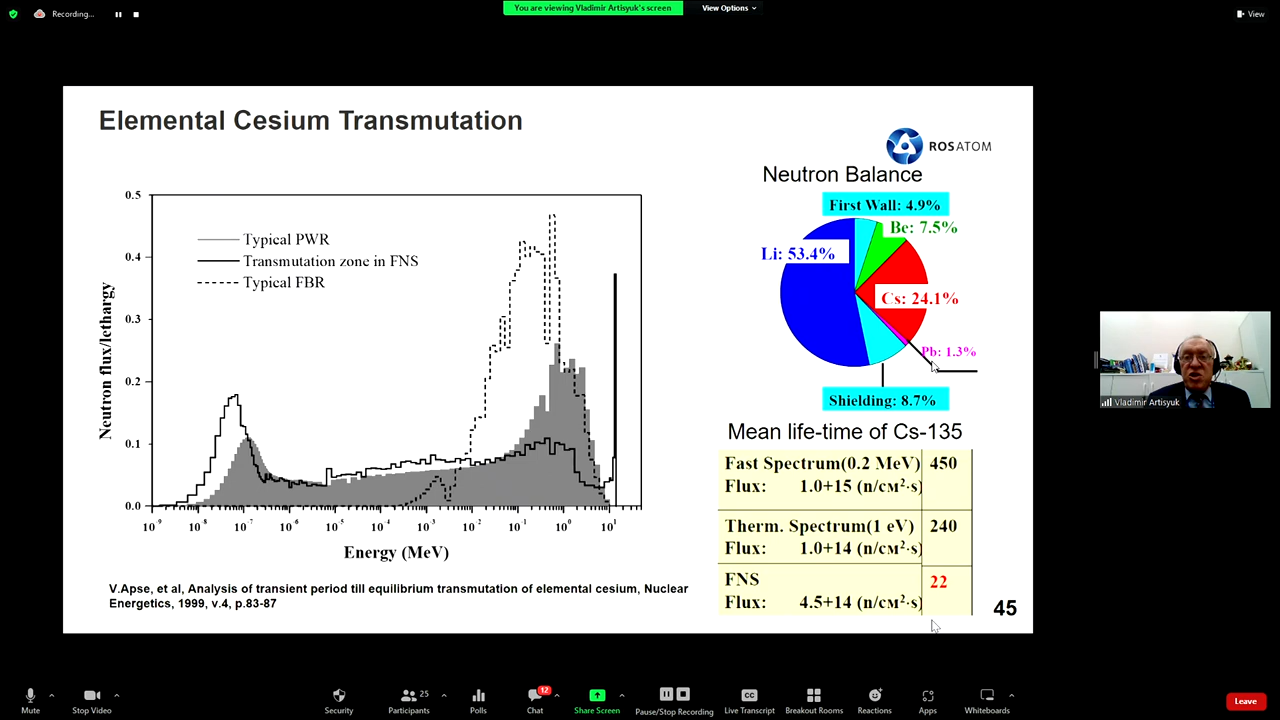 Recording...
You are viewing Vladimir Artisyuk's screen
View Options
View
Elemental Cesium Transmutation
ROSATOM
Neutron Balance
First Wall: 4.9%
Be: 7.5%
Li: 53.4%
Cs: 24.1%
Pb: 1.3%
Shielding: 8.7%
0.5
0.4
0.3
0.2
0.1
0.0
Neutron flux/lethargy
Typical PWR
Transmutation zone in FNS
Typical FBR
10⁻⁹ 10⁻⁸ 10⁻⁷ 10⁻⁶ 10⁻⁵ 10⁻⁴ 10⁻³ 10⁻² 10⁻¹ 10⁰ 10¹
Energy (MeV)
Mean life-time of Cs-135
Fast Spectrum(0.2 MeV) 450
Flux: 1.0+15 (n/см²·s)
Therm. Spectrum(1 eV) 240
Flux: 1.0+14 (n/см²·s)
FNS 22
Flux: 4.5+14 (n/см²·s)
V.Apse, et al, Analysis of transient period till equilibrium transmutation of elemental cesium, Nuclear
Energetics, 1999, v.4, p.83-87
45
Vladimir Artisyuk
Mute
Stop Video
Security
Participants 25
Polls
Chat 12
Share Screen
Pause/Stop Recording
Live Transcript
Breakout Rooms
Reactions
Apps
Whiteboards
Leave